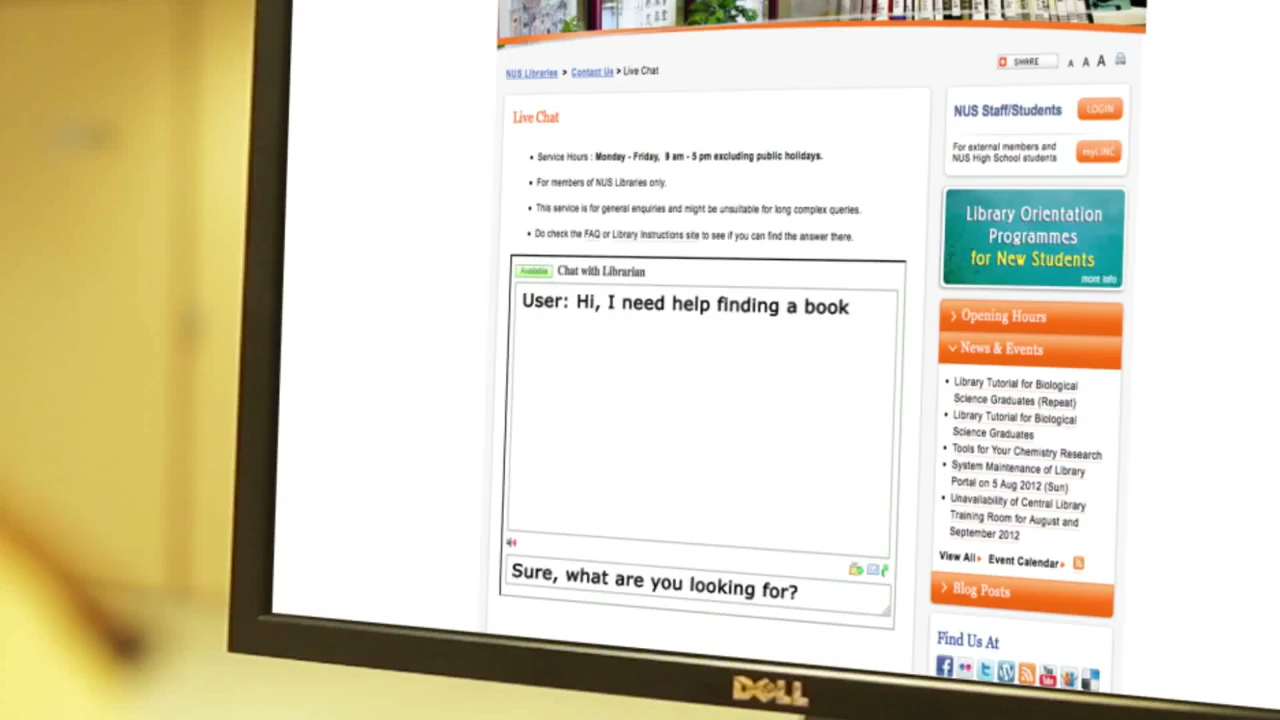 SHARE
A A A
NUS Libraries > Contact Us > Live Chat
Live Chat
Service Hours : Monday - Friday, 9 am - 5 pm excluding public holidays.
For members of NUS Libraries only.
This service is for general enquiries and might be unsuitable for long complex queries.
Do check the FAQ or Library Instructions site to see if you can find the answer there.
Available Chat with Librarian
User: Hi, I need help finding a book
Sure, what are you looking for?
NUS Staff/Students LOGIN
For external members and
NUS High School students
myLINC
Library Orientation
Programmes
for New Students
more info
Opening Hours
News & Events
Library Tutorial for Biological
Science Graduates (Repeat)
Library Tutorial for Biological
Science Graduates
Tools for Your Chemistry Research
System Maintenance of Library
Portal on 5 Aug 2012 (Sun)
Unavailability of Central Library
Training Room for August and
September 2012
View All Event Calendar
Blog Posts
Find Us At
DELL